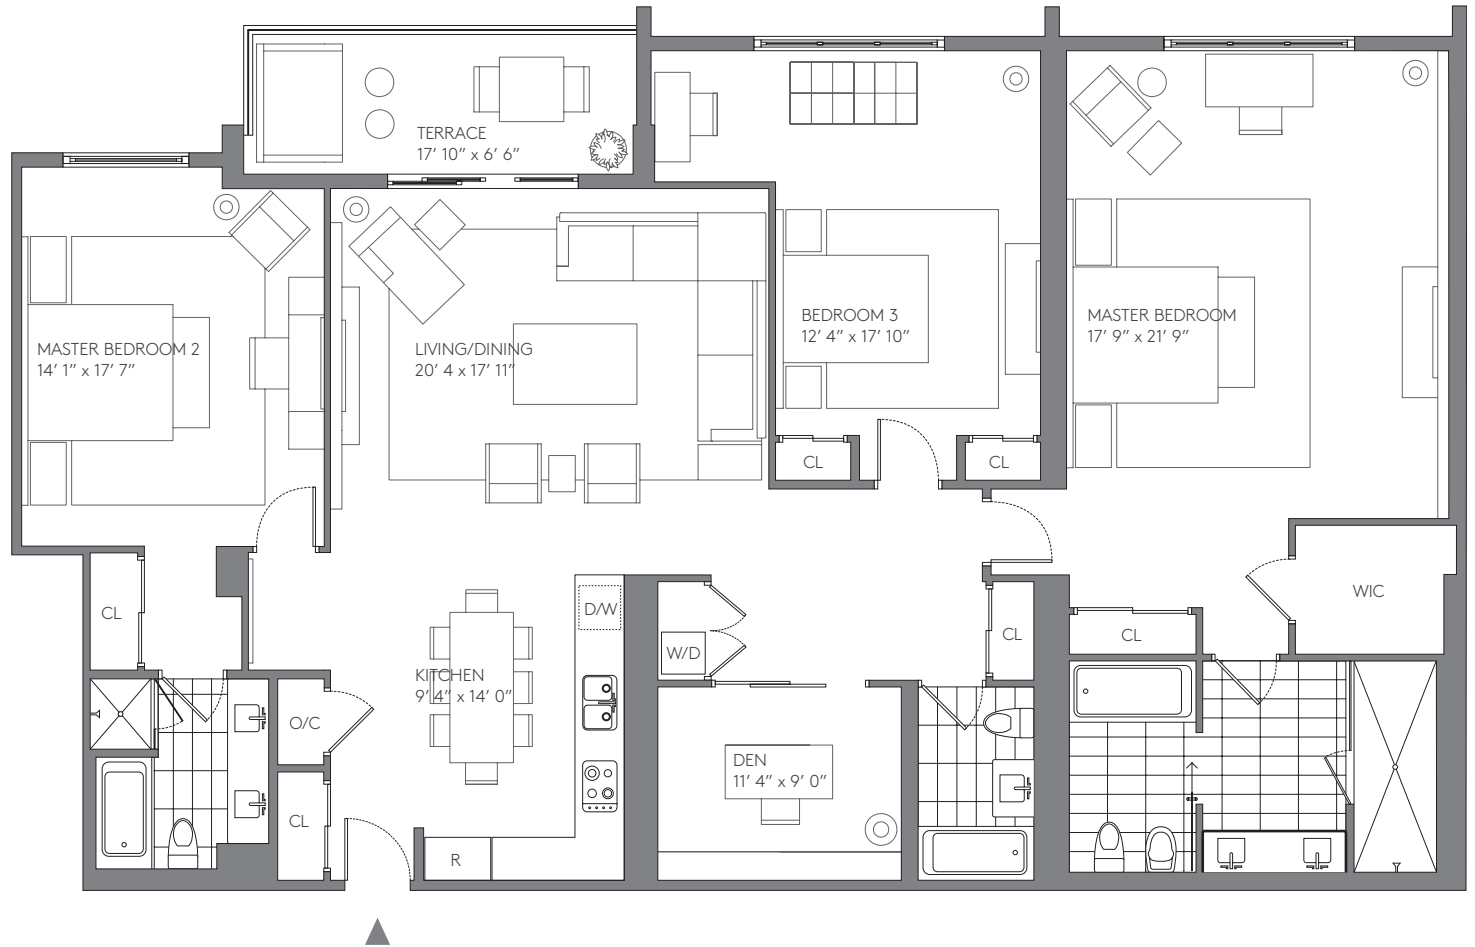 TERRACE
17' 10" x 6' 6"
MASTER BEDROOM 2
14' 1" x 17' 7"
LIVING/DINING
20' 4 x 17' 11"
BEDROOM 3
12' 4" x 17' 10"
MASTER BEDROOM
17' 9" x 21' 9"
CL
CL
CL
D/W
W/D
CL
CL
WIC
KITCHEN
9' 4" x 14' 0"
O/C
DEN
11' 4" x 9' 0"
CL
R